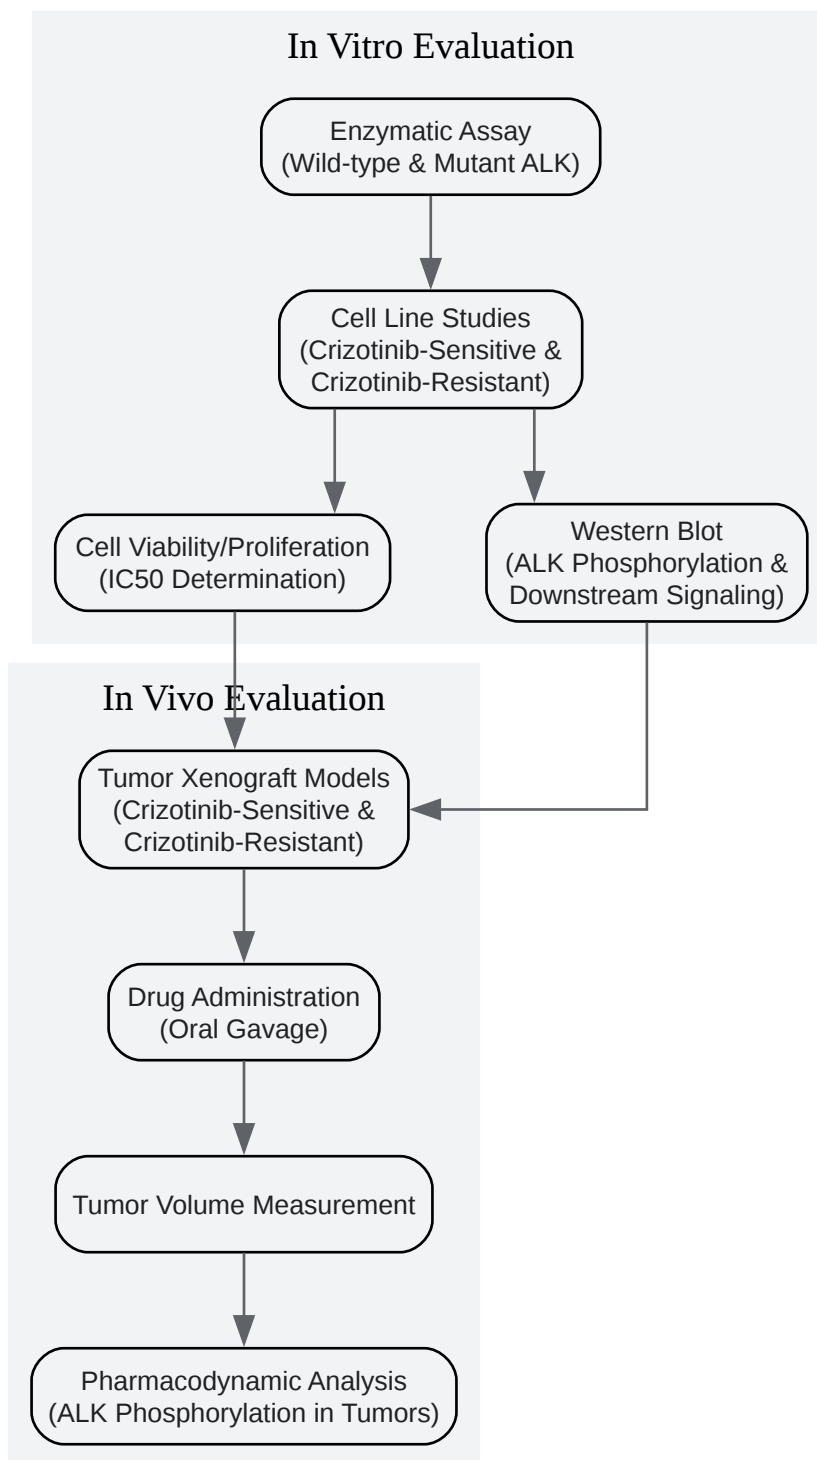 In Vitro Evaluation
Enzymatic Assay
(Wild-type & Mutant ALK)
Cell Line Studies
(Crizotinib-Sensitive &
Crizotinib-Resistant)
Cell Viability/Proliferation
(IC50 Determination)
Western Blot
(ALK Phosphorylation &
Downstream Signaling)
In Vivo Evaluation
Tumor Xenograft Models
(Crizotinib-Sensitive &
Crizotinib-Resistant)
Drug Administration
(Oral Gavage)
Tumor Volume Measurement
Pharmacodynamic Analysis
(ALK Phosphorylation in Tumors)